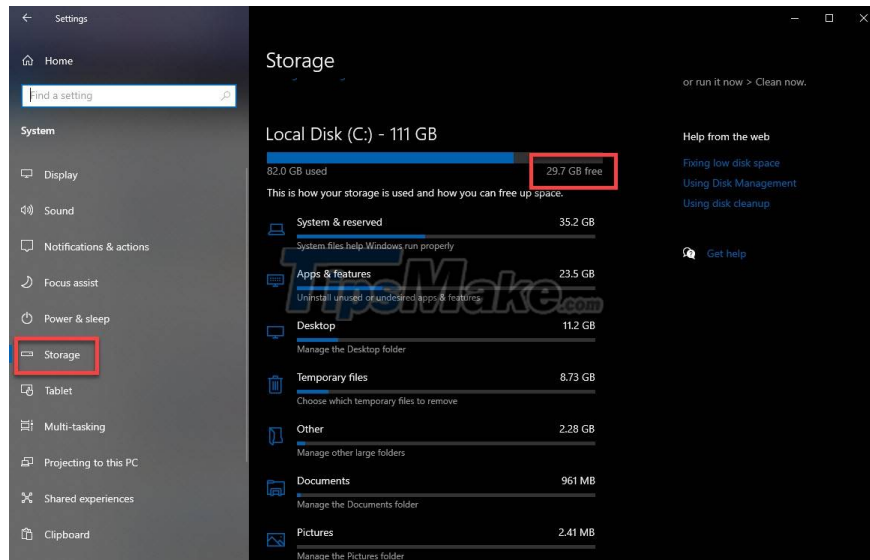 Settings
Home
Find a setting
System
Display
Sound
Notifications & actions
Focus assist
Power & sleep
Storage
Tablet
Multi-tasking
Projecting to this PC
Shared experiences
Clipboard
Storage
Local Disk (C:) - 111 GB
82.0 GB used 29.7 GB free
This is how your storage is used and how you can free up space.
System & reserved 35.2 GB
System files help Windows run properly
Apps & features 23.5 GB
Uninstall unused or undesired apps & features
Desktop 11.2 GB
Manage the Desktop folder
Temporary files 8.73 GB
Choose which temporary files to remove
Other 2.28 GB
Manage other large folders
Documents 961 MB
Manage the Documents folder
Pictures 2.41 MB
Manage the Pictures folder
TipsMake.com
or run it now > Clean now.
Help from the web
Fixing low disk space
Using Disk Management
Using disk cleanup
Get help